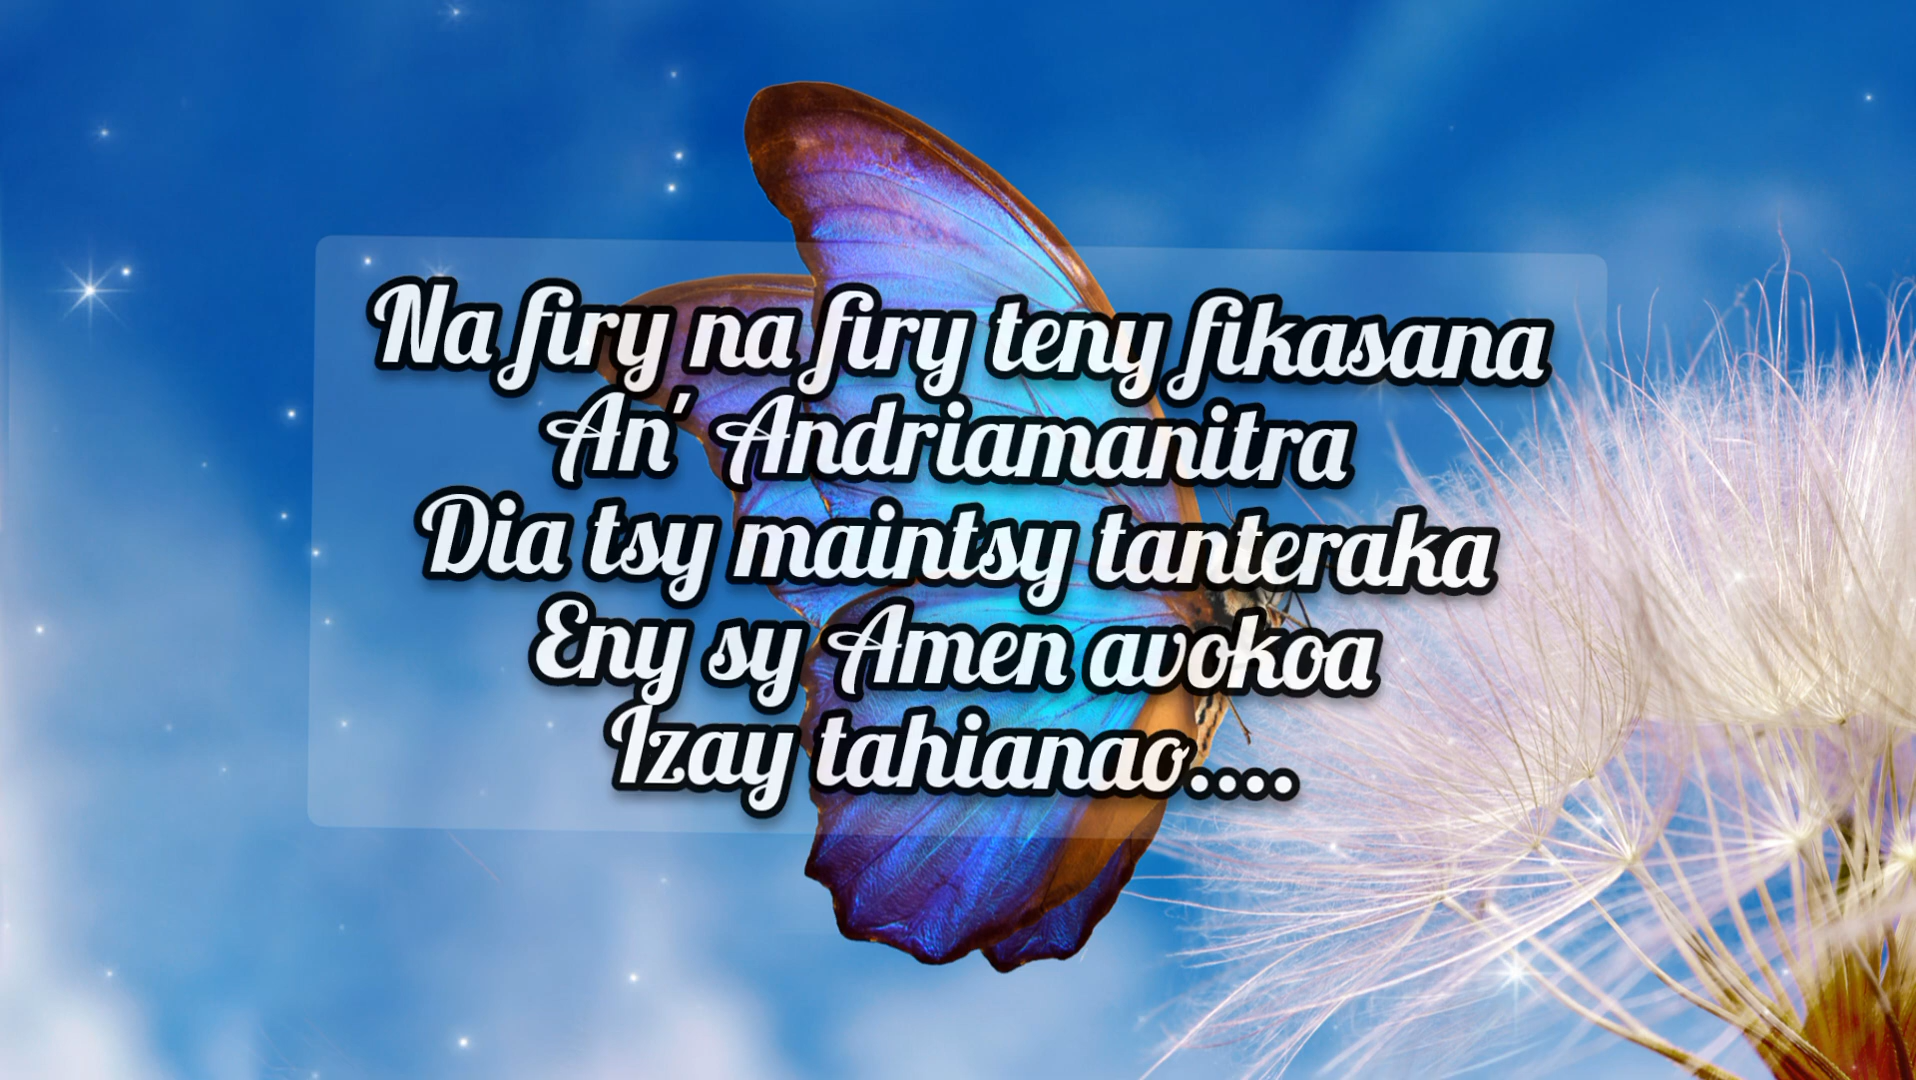 Na firy na firy teny fikasana
An' Andriamanitra
Dia tsy maintsy tanteraka
Eny sy Amen avokoa
Izay tahianao....